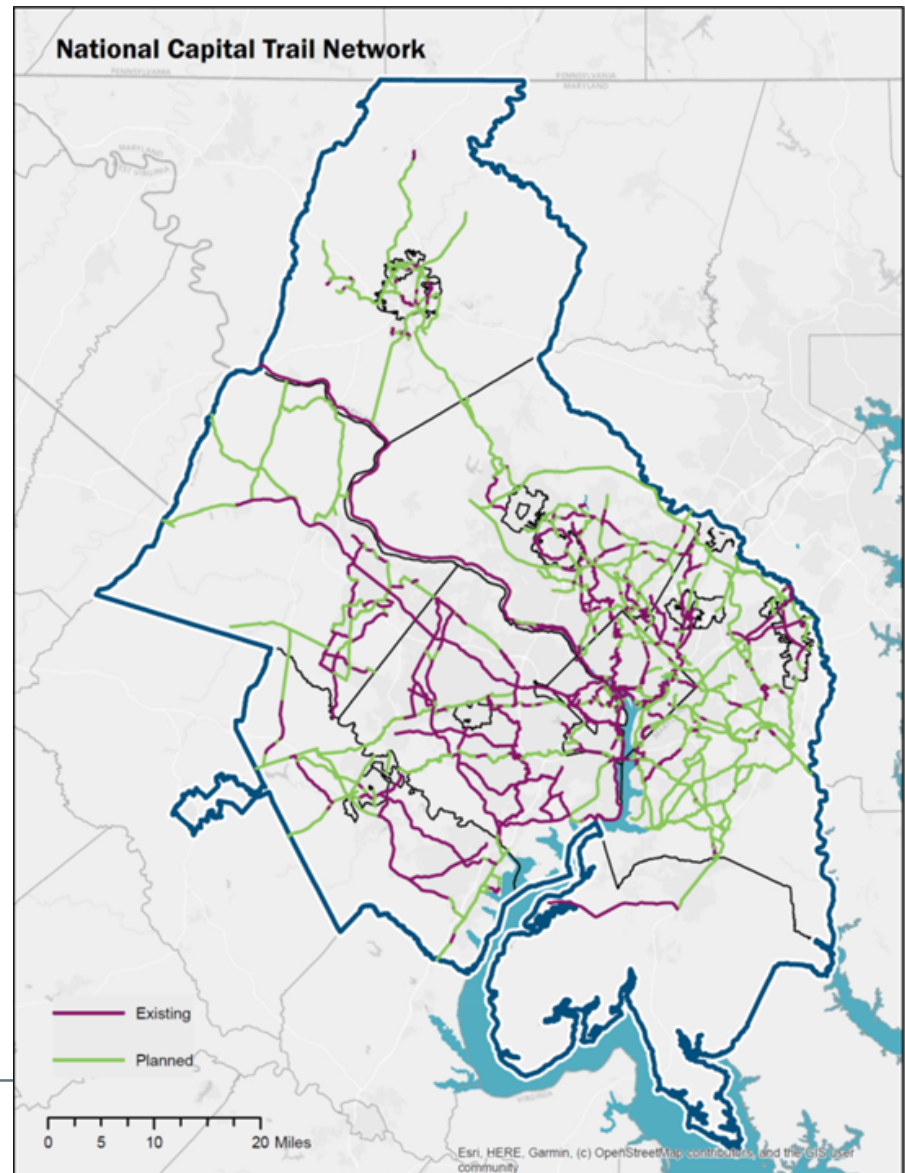 National Capital Trail Network
PENNSYLVANIA
PENNSYLVANIA
MARYLAND
MARYLAND
WEST VIRGINIA
Existing
Planned
VIRGINIA
0 5 10 20 Miles
Esri, HERE, Garmin, (c) OpenStreetMap contributors, and the GIS user
community